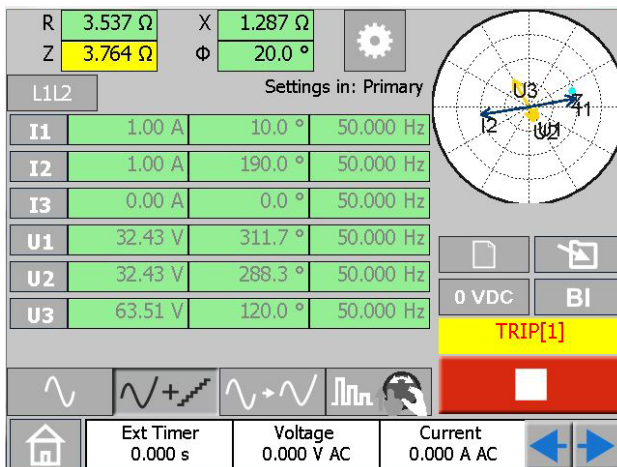 R 3.537 Ω X 1.287 Ω
Z 3.764 Ω Φ 20.0 °
L1L2 Settings in: Primary
I1 1.00 A 10.0 ° 50.000 Hz
I2 1.00 A 190.0 ° 50.000 Hz
I3 0.00 A 0.0 ° 50.000 Hz
U1 32.43 V 311.7 ° 50.000 Hz
U2 32.43 V 288.3 ° 50.000 Hz
U3 63.51 V 120.0 ° 50.000 Hz
U3
I2
0 VDC BI
TRIP[1]
Ext Timer
0.000 s
Voltage
0.000 V AC
Current
0.000 A AC